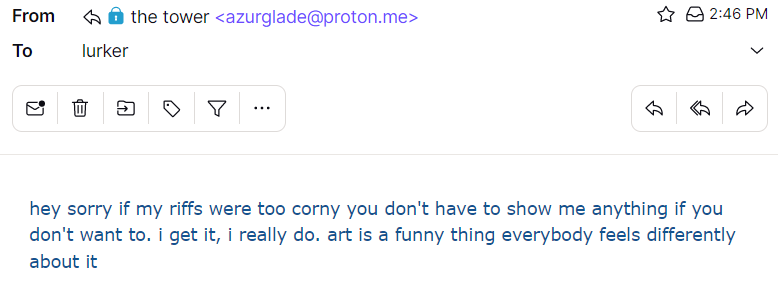 From the tower <azurglade@proton.me> 2:46 PM
To lurker
hey sorry if my riffs were too corny you don't have to show me anything if you
don't want to. i get it, i really do. art is a funny thing everybody feels differently
about it